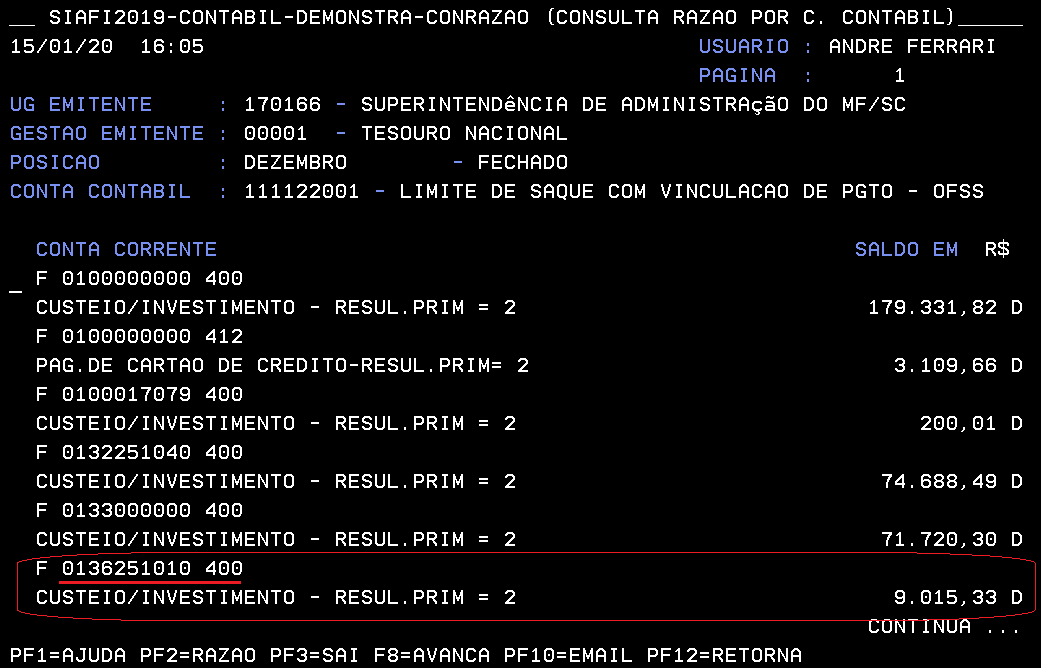 __ SIAFI2019-CONTABIL-DEMONSTRA-CONRAZAO (CONSULTA RAZAO POR C. CONTABIL)_____
15/01/20  16:05                                      USUARIO : ANDRE FERRARI
PAGINA  :      1
UG EMITENTE     : 170166 - SUPERINTENDêNCIA DE ADMINISTRAçãO DO MF/SC
GESTAO EMITENTE : 00001  - TESOURO NACIONAL
POSICAO         : DEZEMBRO        - FECHADO
CONTA CONTABIL  : 111122001 - LIMITE DE SAQUE COM VINCULACAO DE PGTO - OFSS
CONTA CORRENTE                                                 SALDO EM  R$
_ F 0100000000 400
CUSTEIO/INVESTIMENTO - RESUL.PRIM = 2                           179.331,82 D
F 0100000000 412
PAG.DE CARTAO DE CREDITO-RESUL.PRIM= 2                            3.109,66 D
F 0100017079 400
CUSTEIO/INVESTIMENTO - RESUL.PRIM = 2                               200,01 D
F 0132251040 400
CUSTEIO/INVESTIMENTO - RESUL.PRIM = 2                            74.688,49 D
F 0133000000 400
CUSTEIO/INVESTIMENTO - RESUL.PRIM = 2                            71.720,30 D
F 0136251010 400
CUSTEIO/INVESTIMENTO - RESUL.PRIM = 2                             9.015,33 D
CONTINUA ...
PF1=AJUDA PF2=RAZAO PF3=SAI F8=AVANCA PF10=EMAIL PF12=RETORNA